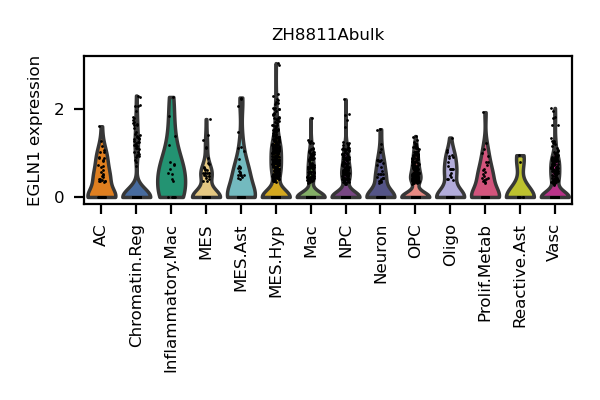 ZH8811Abulk
EGLN1 expression
2
0
AC
Chromatin.Reg
Inflammatory.Mac
MES
MES.Ast
MES.Hyp
Mac
NPC
Neuron
OPC
Oligo
Prolif.Metab
Reactive.Ast
Vasc